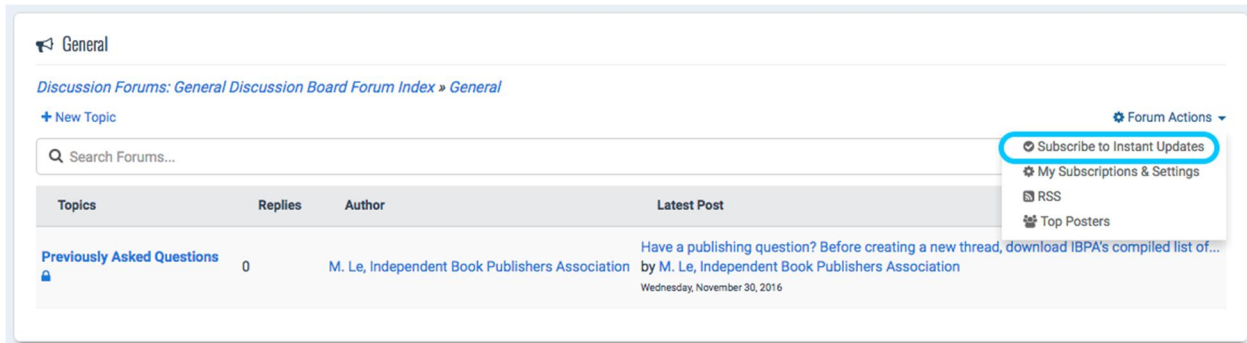 General
Discussion Forums: General Discussion Board Forum Index » General
+ New Topic
Forum Actions
Search Forums...
Subscribe to Instant Updates
My Subscriptions & Settings
RSS
Top Posters
Topics Replies Author Latest Post
Previously Asked Questions
0
M. Le, Independent Book Publishers Association
Have a publishing question? Before creating a new thread, download IBPA's compiled list of...
by M. Le, Independent Book Publishers Association
Wednesday, November 30, 2016